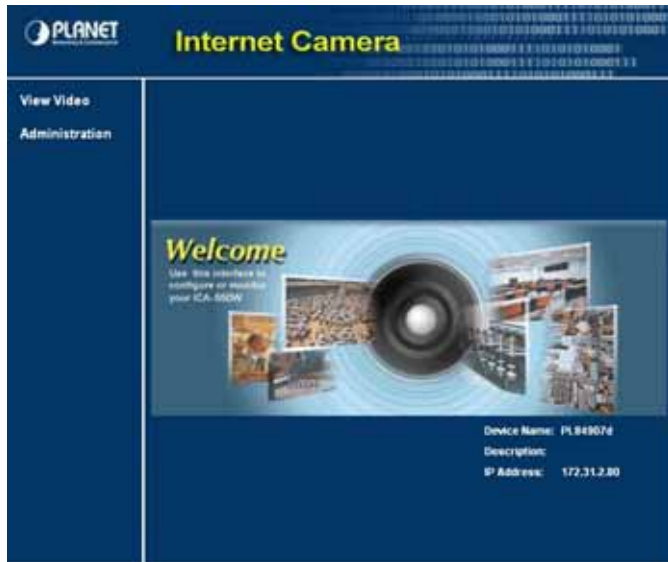 PLANET
Internet Camera
View Video
Administration
Welcome
Use this interface to
configure or monitor
your ICA-
Device Name: PL84907d
Description:
IP Address: 172.31.2.80